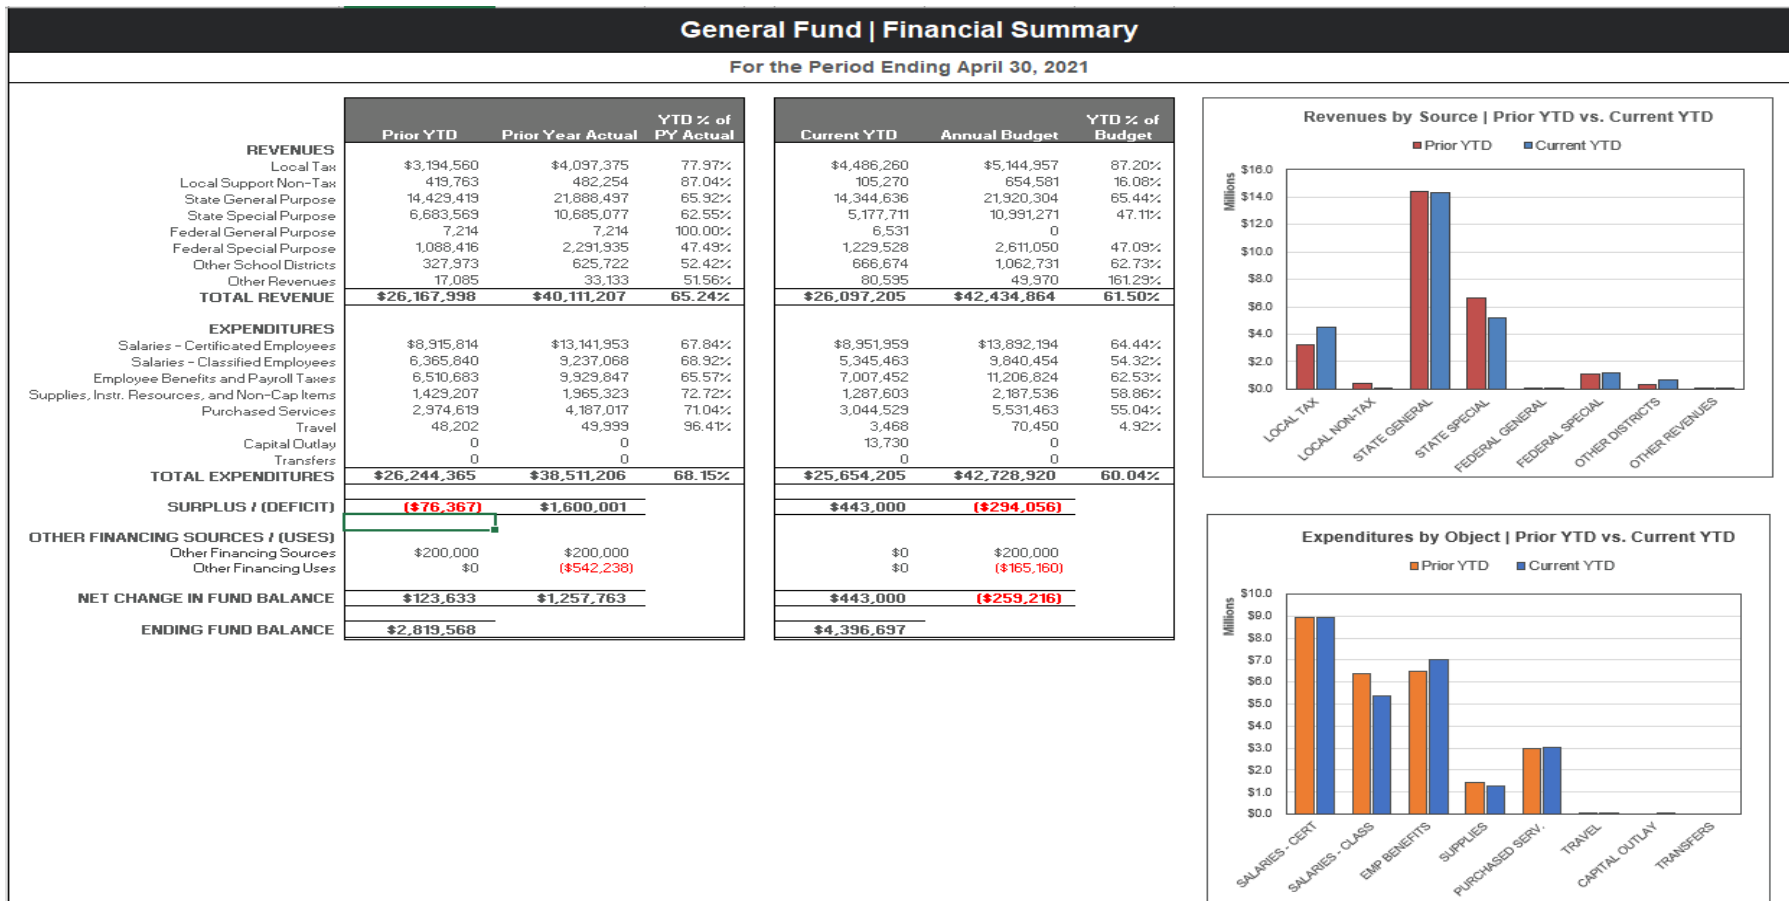 General Fund | Financial Summary
For the Period Ending April 30, 2021
YTD % of YTD % of
Prior YTD Prior Year Actual PY Actual Current YTD Annual Budget Budget
REVENUES
Local Tax $3,194,560 $4,097,375 77.97% $4,486,260 $5,144,957 87.20%
Local Support Non-Tax 419,763 482,254 87.04% 105,270 654,581 16.08%
State General Purpose 14,429,419 21,888,497 65.92% 14,344,636 21,920,304 65.44%
State Special Purpose 6,683,569 10,685,077 62.55% 5,177,711 10,991,271 47.11%
Federal General Purpose 7,214 7,214 100.00% 6,531 0
Federal Special Purpose 1,088,416 2,291,935 47.49% 1,229,528 2,611,050 47.09%
Other School Districts 327,973 625,722 52.42% 666,674 1,062,731 62.73%
Other Revenues 17,085 33,133 51.56% 80,595 49,970 161.29%
TOTAL REVENUE $26,167,998 $40,111,207 65.24% $26,097,205 $42,434,864 61.50%
EXPENDITURES
Salaries - Certificated Employees $8,915,814 $13,141,953 67.84% $8,951,959 $13,892,194 64.44%
Salaries - Classified Employees 6,365,840 9,237,068 68.92% 5,345,463 9,840,454 54.32%
Employee Benefits and Payroll Taxes 6,510,683 9,929,847 65.57% 7,007,452 11,206,824 62.53%
Supplies, Instr. Resources, and Non-Cap Items 1,429,207 1,965,323 72.72% 1,287,603 2,187,536 58.86%
Purchased Services 2,974,619 4,187,017 71.04% 3,044,529 5,531,463 55.04%
Travel 48,202 49,999 96.41% 3,468 70,450 4.92%
Capital Outlay 0 0 13,730 0
Transfers 0 0 0 0
TOTAL EXPENDITURES $26,244,365 $38,511,206 68.15% $25,654,205 $42,728,920 60.04%
SURPLUS / (DEFICIT) ($76,367) $1,600,001 $443,000 ($294,056)
OTHER FINANCING SOURCES / (USES)
Other Financing Sources $200,000 $200,000 $0 $200,000
Other Financing Uses $0 ($542,238) $0 ($165,160)
NET CHANGE IN FUND BALANCE $123,633 $1,257,763 $443,000 ($259,216)
ENDING FUND BALANCE $2,819,568 $4,396,697
Revenues by Source | Prior YTD vs. Current YTD
Prior YTD Current YTD
Millions
$16.0
$14.0
$12.0
$10.0
$8.0
$6.0
$4.0
$2.0
$0.0
LOCAL TAX
LOCAL NON-TAX
STATE GENERAL
STATE SPECIAL
FEDERAL GENERAL
FEDERAL SPECIAL
OTHER DISTRICTS
OTHER REVENUES
Expenditures by Object | Prior YTD vs. Current YTD
Prior YTD Current YTD
Millions
$10.0
$9.0
$8.0
$7.0
$6.0
$5.0
$4.0
$3.0
$2.0
$1.0
$0.0
SALARIES - CERT
SALARIES - CLASS
EMP BENEFITS
SUPPLIES
PURCHASED SERV.
TRAVEL
CAPITAL OUTLAY
TRANSFERS